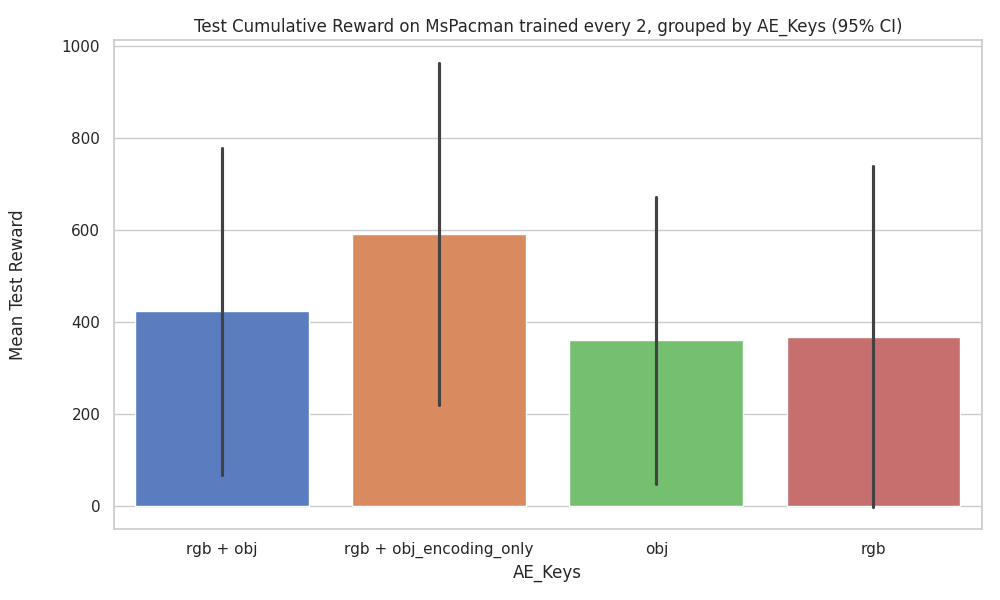 Test Cumulative Reward on MsPacman trained every 2, grouped by AE_Keys (95% CI)
1000
800
600
400
200
0
Mean Test Reward
rgb + obj
rgb + obj_encoding_only
obj
rgb
AE_Keys